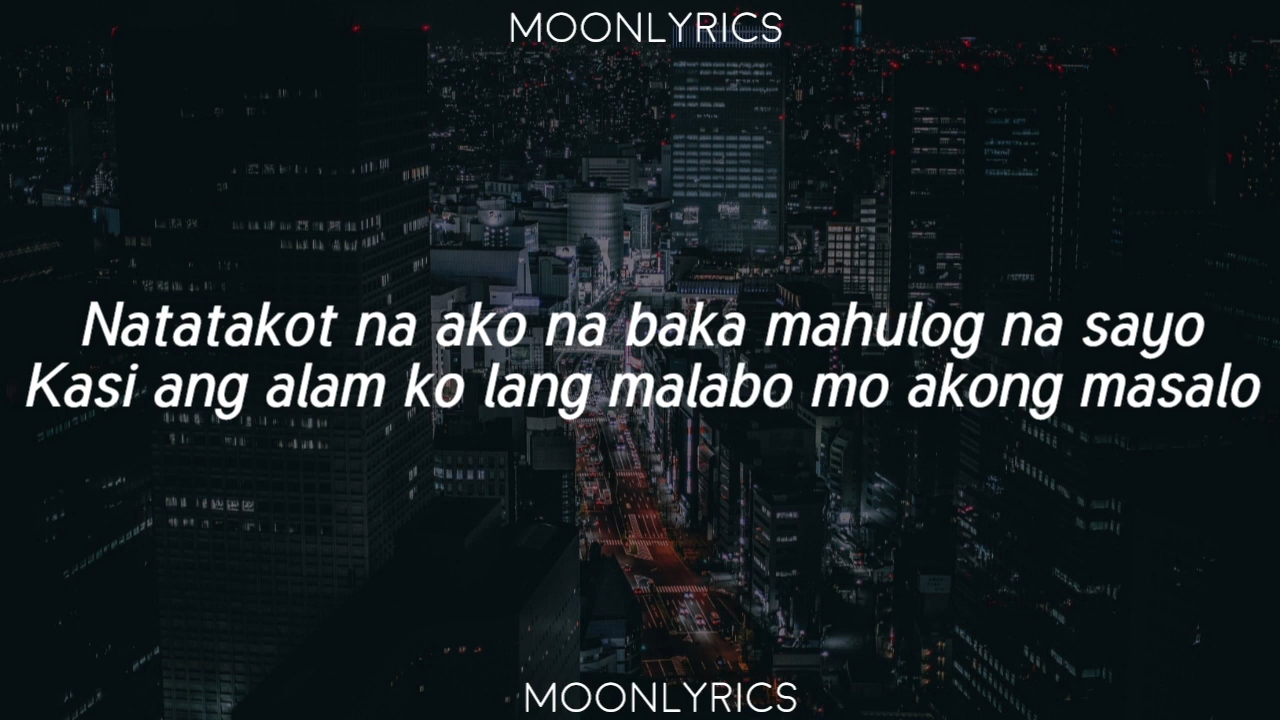 MOONLYRICS
Natatakot na ako na baka mahulog na sayo
Kasi ang alam ko lang malabo mo akong masalo
MOONLYRICS